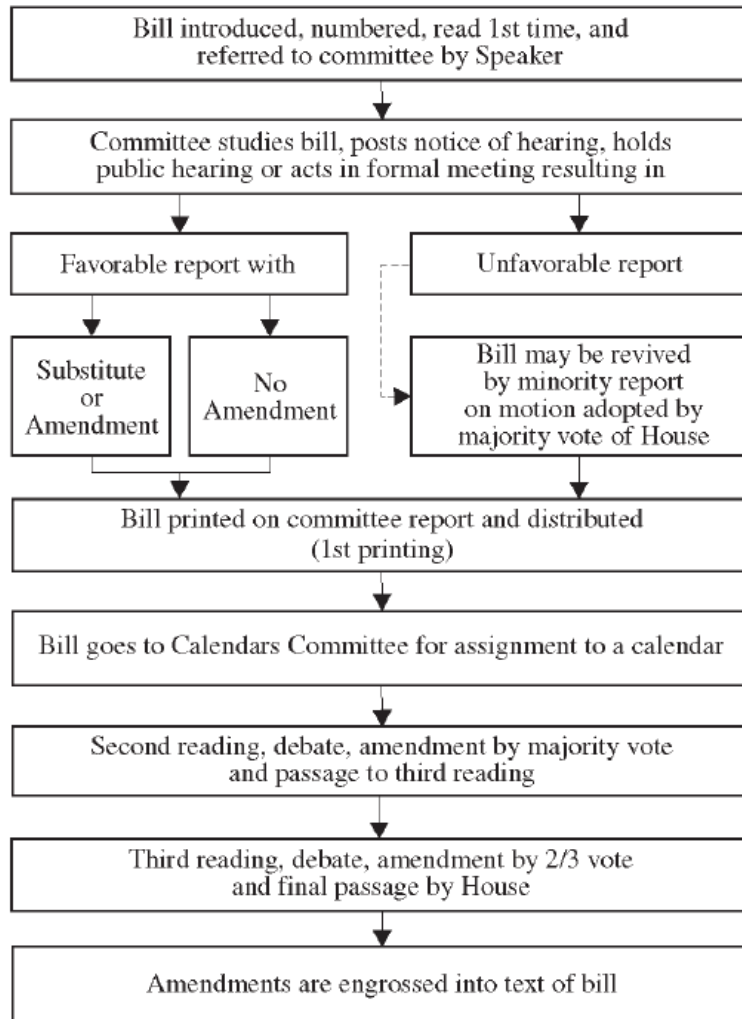 Bill introduced, numbered, read 1st time, and
referred to committee by Speaker
Committee studies bill, posts notice of hearing, holds
public hearing or acts in formal meeting resulting in
Favorable report with
Unfavorable report
Substitute
or
Amendment
No
Amendment
Bill may be revived
by minority report
on motion adopted by
majority vote of House
Bill printed on committee report and distributed
(1st printing)
Bill goes to Calendars Committee for assignment to a calendar
Second reading, debate, amendment by majority vote
and passage to third reading
Third reading, debate, amendment by 2/3 vote
and final passage by House
Amendments are engrossed into text of bill